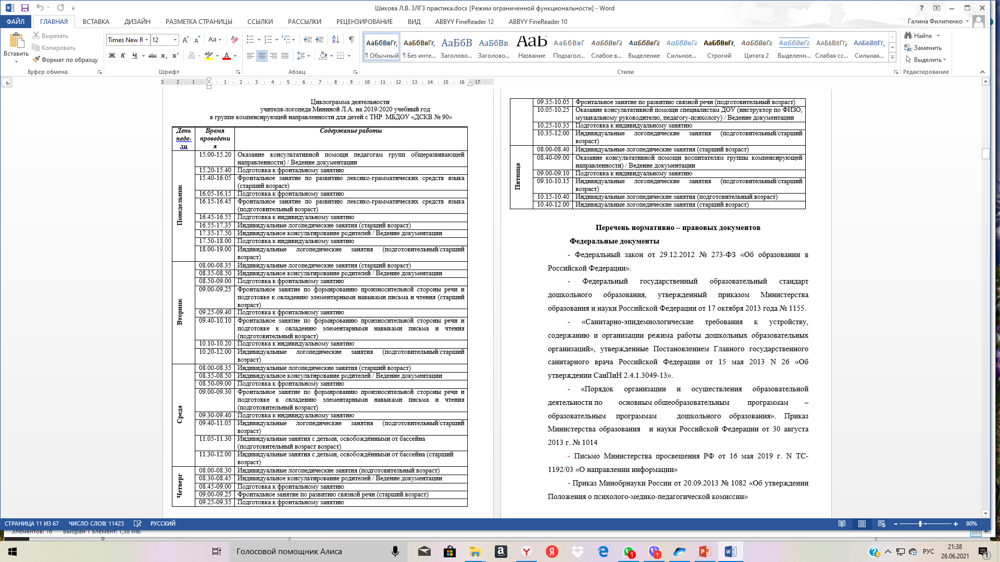 Шихова Л.В. 3ЛГ3 практика.docx [Режим ограниченной функциональности] - Word
ФАЙЛ ГЛАВНАЯ ВСТАВКА ДИЗАЙН РАЗМЕТКА СТРАНИЦЫ ССЫЛКИ РАССЫЛКИ РЕЦЕНЗИРОВАНИЕ ВИД ABBYY FineReader 12 ABBYY FineReader 10 Галина Филипенко
Вставить
Вырезать
Копировать
Формат по образцу
Буфер обмена
Times New R 12
Шрифт
Абзац
¶ Обычный ¶ Без инте... Заголово... Заголово... Название Подзагол... Слабое в... Выделение Сильное... Строгий Цитата 2 Выделенн... Слабая сс... Сильная...
Стили
Найти
Заменить
Выделить
Редактирование
3 2 1 1 2 3 4 5 6 7 8 9 10 11 12 13 14 15 16 17
Циклограмма деятельности
учителя-логопеда Мининой Л.А. на 2019/2020 учебный год
в группе компенсирующей направленности для детей с ТНР МБДОУ «ДСКВ № 90»
День неде-ли Время проведения Содержание работы
Понедельник
15.00-15.20 Оказание консультативной помощи педагогам групп общеразвивающей
направленности) / Ведение документации
15.20-15.40 Подготовка к фронтальному занятию
15.40-16.05 Фронтальное занятие по развитию лексико-грамматических средств языка
(старший возраст)
16.05-16.15 Подготовка к фронтальному занятию
16.15-16.45 Фронтальное занятие по развитию лексико-грамматических средств языка
(подготовительный возраст)
16.45-16.55 Подготовка к индивидуальному занятию
16.55-17.35 Индивидуальные логопедические занятия (старший возраст)
17.35-17.50 Индивидуальное консультирование родителей / Ведение документации
17.50-18.00 Подготовка к индивидуальному занятию
18.00-19.00 Индивидуальные логопедические занятия (подготовительный/старший
возраст)
Вторник
08.00-08.35 Индивидуальные логопедические занятия (старший возраст)
08.35-08.50 Индивидуальное консультирование родителей / Ведение документации
08.50-09.00 Подготовка к фронтальному занятию
09.00-09.25 Фронтальное занятие по формированию произносительной стороны речи и
подготовке к овладению элементарными навыками письма и чтения (старший
возраст)
09.25-09.40 Подготовка к фронтальному занятию
09.40-10.10 Фронтальное занятие по формированию произносительной стороны речи и
подготовке к овладению элементарными навыками письма и чтения
(подготовительный возраст)
10.10-10.20 Подготовка к индивидуальному занятию
10.20-12.00 Индивидуальные логопедические занятия (подготовительный/старший
возраст)
Среда
08.00-08.35 Индивидуальные логопедические занятия (старший возраст)
08.35-08.50 Индивидуальное консультирование родителей / Ведение документации
08.50-09.00 Подготовка к фронтальному занятию
09.00-09.30 Фронтальное занятие по формированию произносительной стороны речи и
подготовке к овладению элементарными навыками письма и чтения
(подготовительный возраст)
09.30-09.40 Подготовка к индивидуальному занятию
09.40-11.05 Индивидуальные логопедические занятия (подготовительный/старший
возраст)
11.05-11.30 Индивидуальные занятия с детьми, освобождёнными от бассейна
(подготовительный возраст возраст)
11.30-12.00 Индивидуальные занятия с детьми, освобождёнными от бассейна (старший
возраст)
Четверг
08.00-08.30 Индивидуальные логопедические занятия (подготовительный возраст)
08.30-08.45 Индивидуальное консультирование родителей / Ведение документации
08.45-09.00 Подготовка к фронтальному занятию
09.00-09.25 Фронтальное занятие по развитию связной речи (старший возраст)
09.25-09.35 Подготовка к фронтальному занятию
09.35-10.05 Фронтальное занятие по развитию связной речи (подготовительный возраст)
10.05-10.25 Оказание консультативной помощи специалистам ДОУ (инструктор по ФИЗО,
музыкальному руководителю, педагогу-психологу) / Ведение документации
10.25-10.35 Подготовка к индивидуальному занятию
10.35-12.00 Индивидуальные логопедические занятия (подготовительный/старший
возраст)
Пятница
08.00-08.40 Индивидуальные логопедические занятия (старший возраст)
08.40-09.00 Оказание консультативной помощи воспитателям группы компенсирующей
направленности) / Ведение документации
09.00-09.10 Подготовка к индивидуальному занятию
09.10-10.15 Индивидуальные логопедические занятия (подготовительный/старший
возраст)
10.15-10.40 Индивидуальные логопедические занятия (подготовительный возраст)
10.40-12.00 Индивидуальные логопедические занятия (старший возраст)
Перечень нормативно – правовых документов
Федеральные документы
- Федеральный закон от 29.12.2012 № 273-ФЗ «Об образовании в
Российской Федерации».
- Федеральный государственный образовательный стандарт
дошкольного образования, утвержденный приказом Министерства
образования и науки Российской Федерации от 17 октября 2013 года № 1155.
- «Санитарно-эпидемиологические требования к устройству,
содержанию и организации режима работы дошкольных образовательных
организаций», утвержденные Постановлением Главного государственного
санитарного врача Российской Федерации от 15 мая 2013 N 26 «Об
утверждении СанПиН 2.4.1.3049-13».
- «Порядок организации и осуществления образовательной
деятельности по основным общеобразовательным программам –
образовательным программам дошкольного образования». Приказ
Министерства образования и науки Российской Федерации от 30 августа
2013 г. № 1014
- Письмо Министерства просвещения РФ от 16 мая 2019 г. N ТС-
1192/03 «О направлении информации»
- Приказ Минобрнауки России от 20.09.2013 № 1082 «Об утверждении
Положения о психолого-медико-педагогической комиссии»
СТРАНИЦА 11 ИЗ 67 ЧИСЛО СЛОВ: 11423 РУССКИЙ 80%
Элементов: 16 Выбран 1 элемент: 1,38 МБ
6
Голосовой помощник Алиса
РУС
21:38
26.06.2021